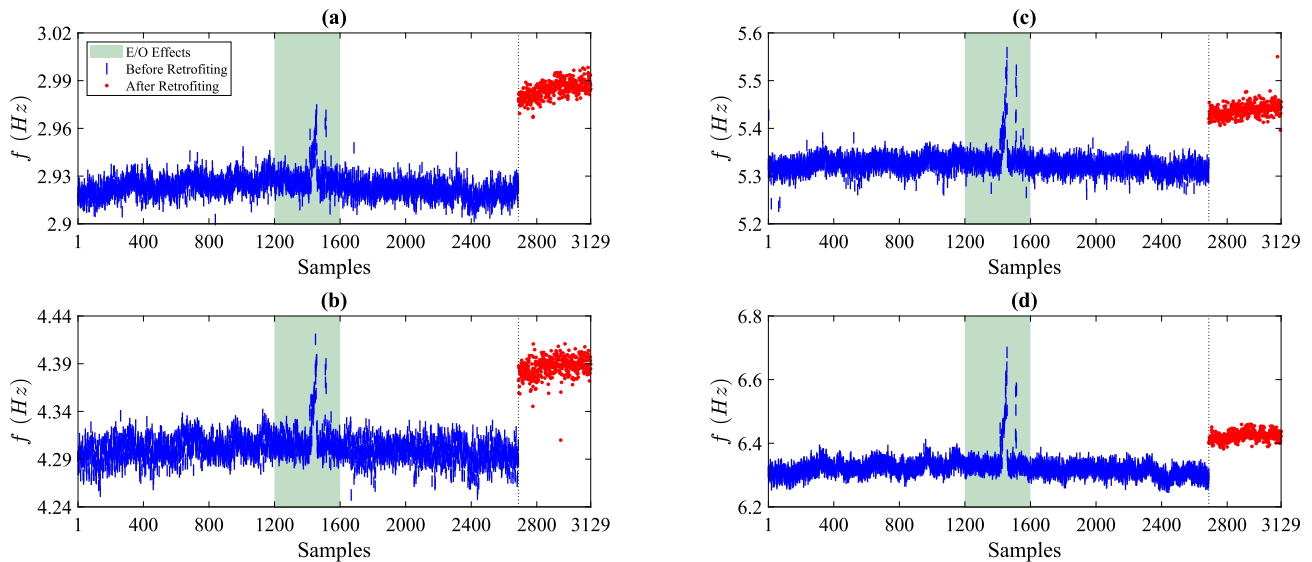 (a)
3.02
2.99
2.96
2.93
2.9
f (Hz)
E/O Effects
Before Retrofiting
After Retrofiting
1 400 800 1200 1600 2000 2400 2800 3129
Samples
(c)
5.6
5.5
5.4
5.3
5.2
f (Hz)
1 400 800 1200 1600 2000 2400 2800 3129
Samples
(b)
4.44
4.39
4.34
4.29
4.24
f (Hz)
1 400 800 1200 1600 2000 2400 2800 3129
Samples
(d)
6.8
6.6
6.4
6.2
f (Hz)
1 400 800 1200 1600 2000 2400 2800 3129
Samples